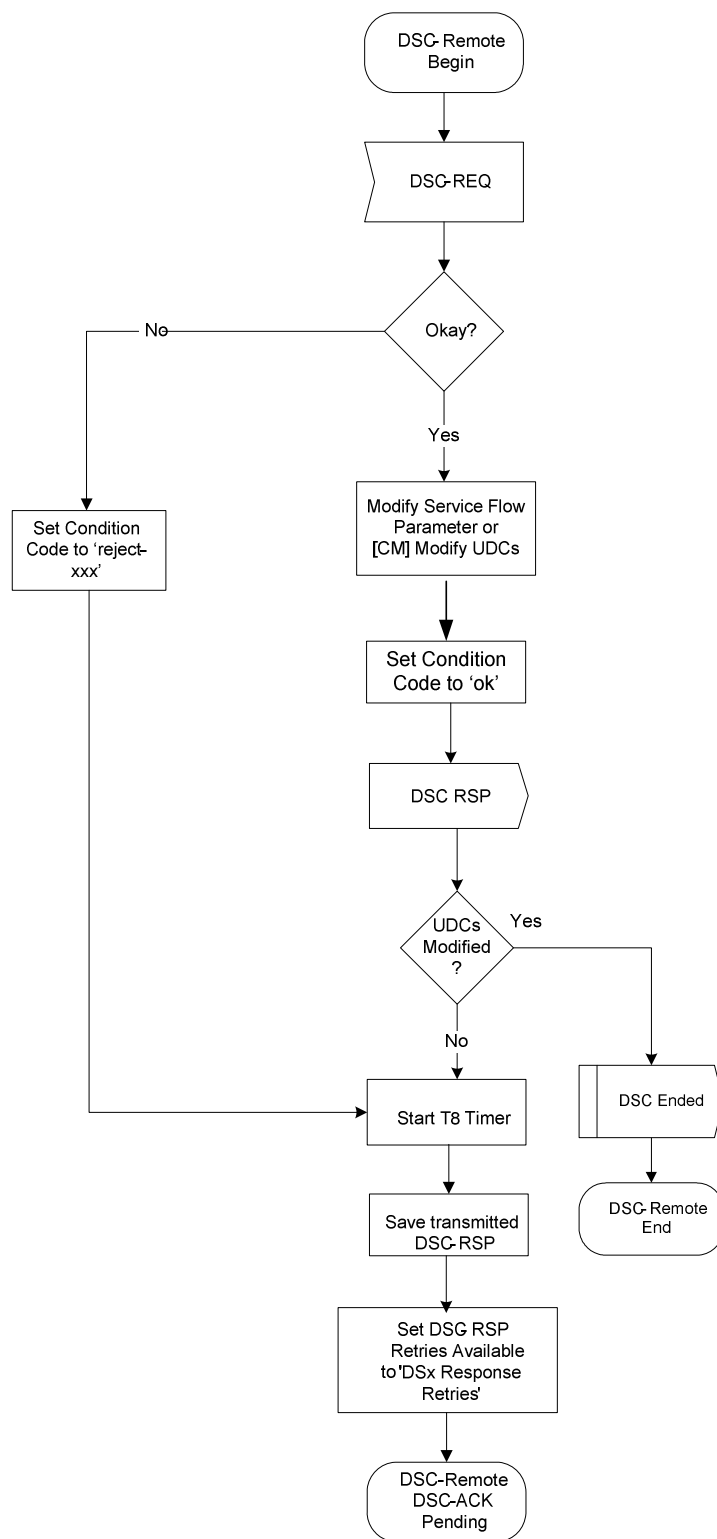 DSC-Remote
Begin
DSC-REQ
Okay?
No
Yes
Modify Service Flow
Parameter or
[CM] Modify UDCs
Set Condition
Code to ‘reject-
xxx’
Set Condition
Code to ‘ok’
DSC RSP
UDCs
Modified
?
Yes
No
Start T8 Timer
DSC Ended
Save transmitted
DSC-RSP
DSC-Remote
End
Set DSG RSP
Retries Available
to 'DSx Response
Retries'
DSC-Remote
DSC-ACK
Pending